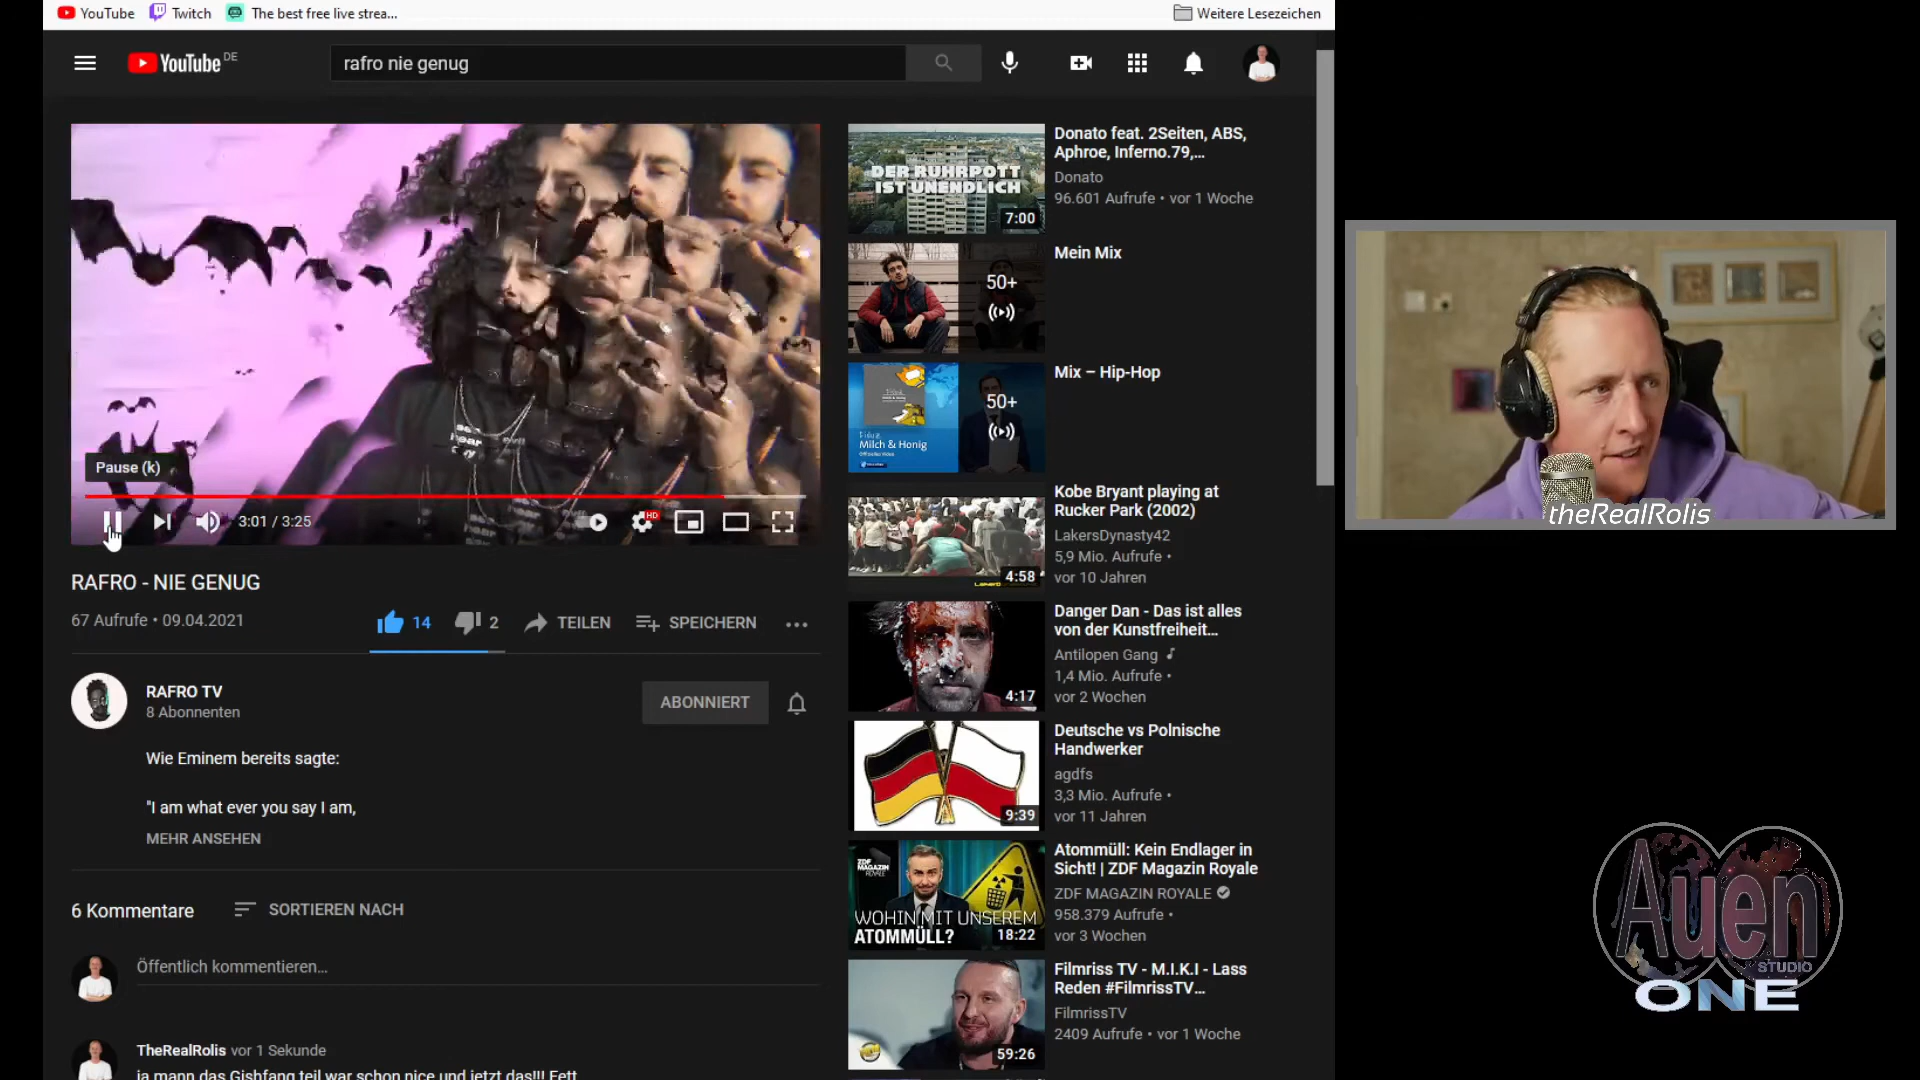 YouTube
Twitch
The best free live strea...
Weitere Lesezeichen
YouTube DE
rafro nie genug
Pause (k)
3:01 / 3:25
HD
RAFRO - NIE GENUG
67 Aufrufe • 09.04.2021
14
2
TEILEN
SPEICHERN
RAFRO TV
8 Abonnenten
ABONNIERT
Wie Eminem bereits sagte:
"I am what ever you say I am,
MEHR ANSEHEN
6 Kommentare
SORTIEREN NACH
Öffentlich kommentieren...
TheRealRolis vor 1 Sekunde
ja mann das Gishfang teil war schon nice und jetzt das!!! Fett
DER RUHRPOTT
IST UNENDLICH
7:00
Donato feat. 2Seiten, ABS,
Aphroe, Inferno.79,...
Donato
96.601 Aufrufe • vor 1 Woche
50+
Mein Mix
Milch & Honig
50+
Mix – Hip-Hop
4:58
Kobe Bryant playing at
Rucker Park (2002)
LakersDynasty42
5,9 Mio. Aufrufe •
vor 10 Jahren
4:17
Danger Dan - Das ist alles
von der Kunstfreiheit...
Antilopen Gang
1,4 Mio. Aufrufe •
vor 2 Wochen
9:39
Deutsche vs Polnische
Handwerker
agdfs
3,3 Mio. Aufrufe •
vor 11 Jahren
ZDF
MAGAZIN
ROYALE
WOHIN MIT UNSEREM
ATOMMÜLL?
18:22
Atommüll: Kein Endlager in
Sicht! | ZDF Magazin Royale
ZDF MAGAZIN ROYALE
958.379 Aufrufe •
vor 3 Wochen
59:26
Filmriss TV - M.I.K.I - Lass
Reden #FilmrissTV...
FilmrissTV
2409 Aufrufe • vor 1 Woche
theRealRolis
Auen
STUDIO
ONE